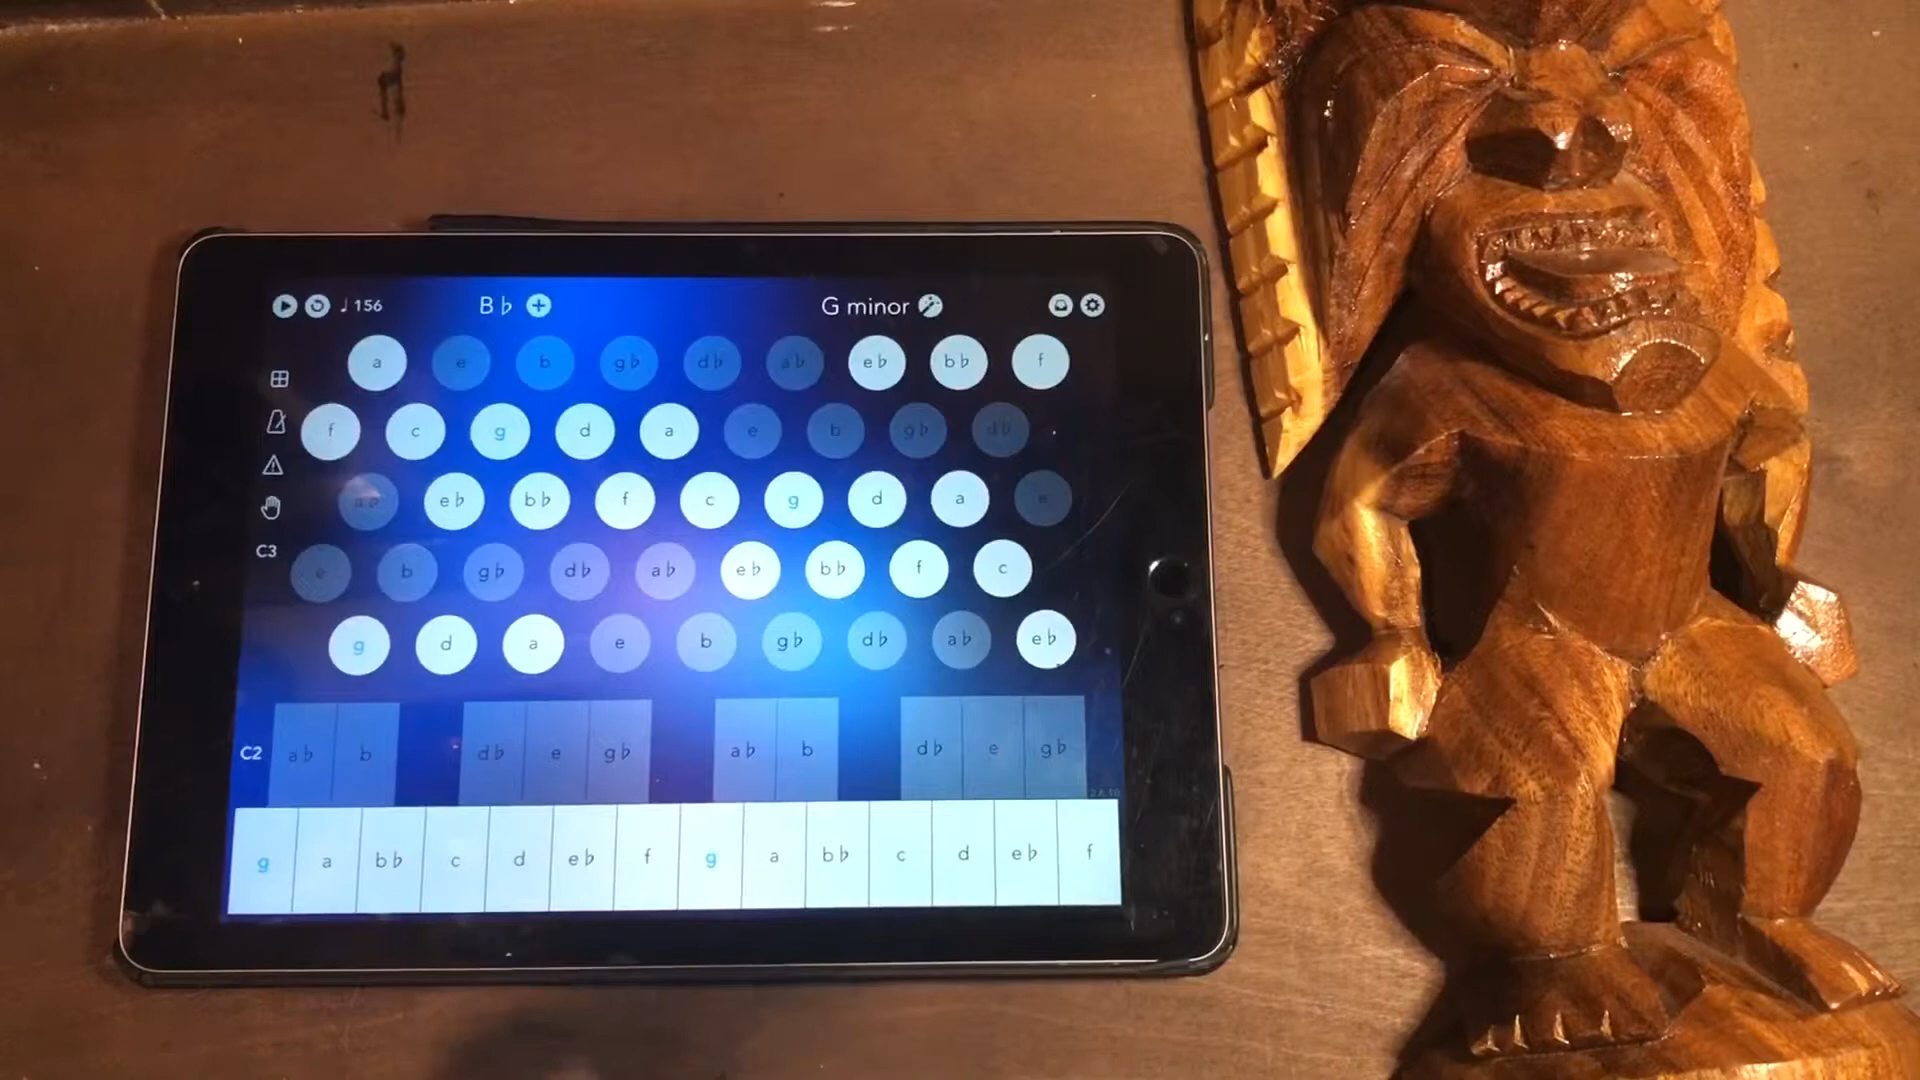 ♩ 156 B♭ G minor
a e b g♭ d♭ a♭ e♭ b♭ f
f c g d a e b g♭ d♭
a♭ e♭ b♭ f c g d a e
C3
e b g♭ d♭ a♭ e♭ b♭ f c
g d a e b g♭ d♭ a♭ e♭
C2 a♭ b d♭ e g♭ a♭ b d♭ e g♭
g a b♭ c d e♭ f g a b♭ c d e♭ f